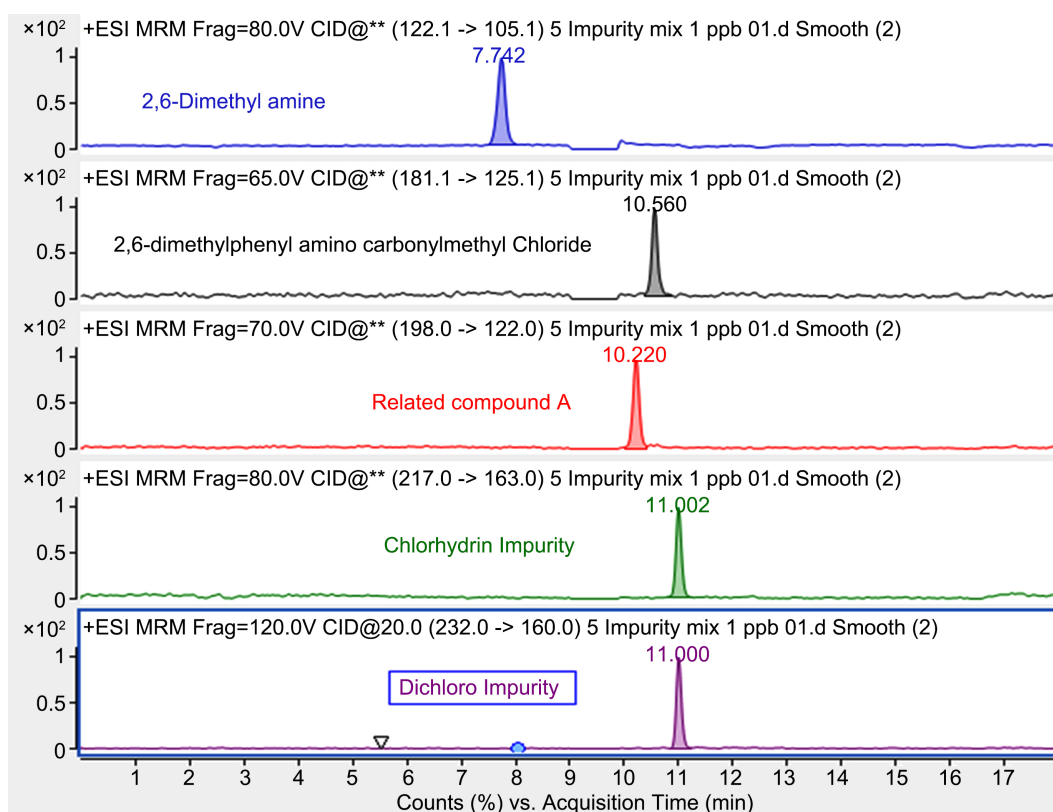 ×10² +ESI MRM Frag=80.0V CID@** (122.1 -> 105.1) 5 Impurity mix 1 ppb 01.d Smooth (2)
1
7.742
2,6-Dimethyl amine
0.5
0
×10² +ESI MRM Frag=65.0V CID@** (181.1 -> 125.1) 5 Impurity mix 1 ppb 01.d Smooth (2)
1
10.560
2,6-dimethylphenyl amino carbonylmethyl Chloride
0.5
0
×10² +ESI MRM Frag=70.0V CID@** (198.0 -> 122.0) 5 Impurity mix 1 ppb 01.d Smooth (2)
1
10.220
Related compound A
0.5
0
×10² +ESI MRM Frag=80.0V CID@** (217.0 -> 163.0) 5 Impurity mix 1 ppb 01.d Smooth (2)
1
11.002
Chlorhydrin Impurity
0.5
0
×10² +ESI MRM Frag=120.0V CID@20.0 (232.0 -> 160.0) 5 Impurity mix 1 ppb 01.d Smooth (2)
1
11.000
Dichloro Impurity
0.5
0
1 2 3 4 5 6 7 8 9 10 11 12 13 14 15 16 17
Counts (%) vs. Acquisition Time (min)